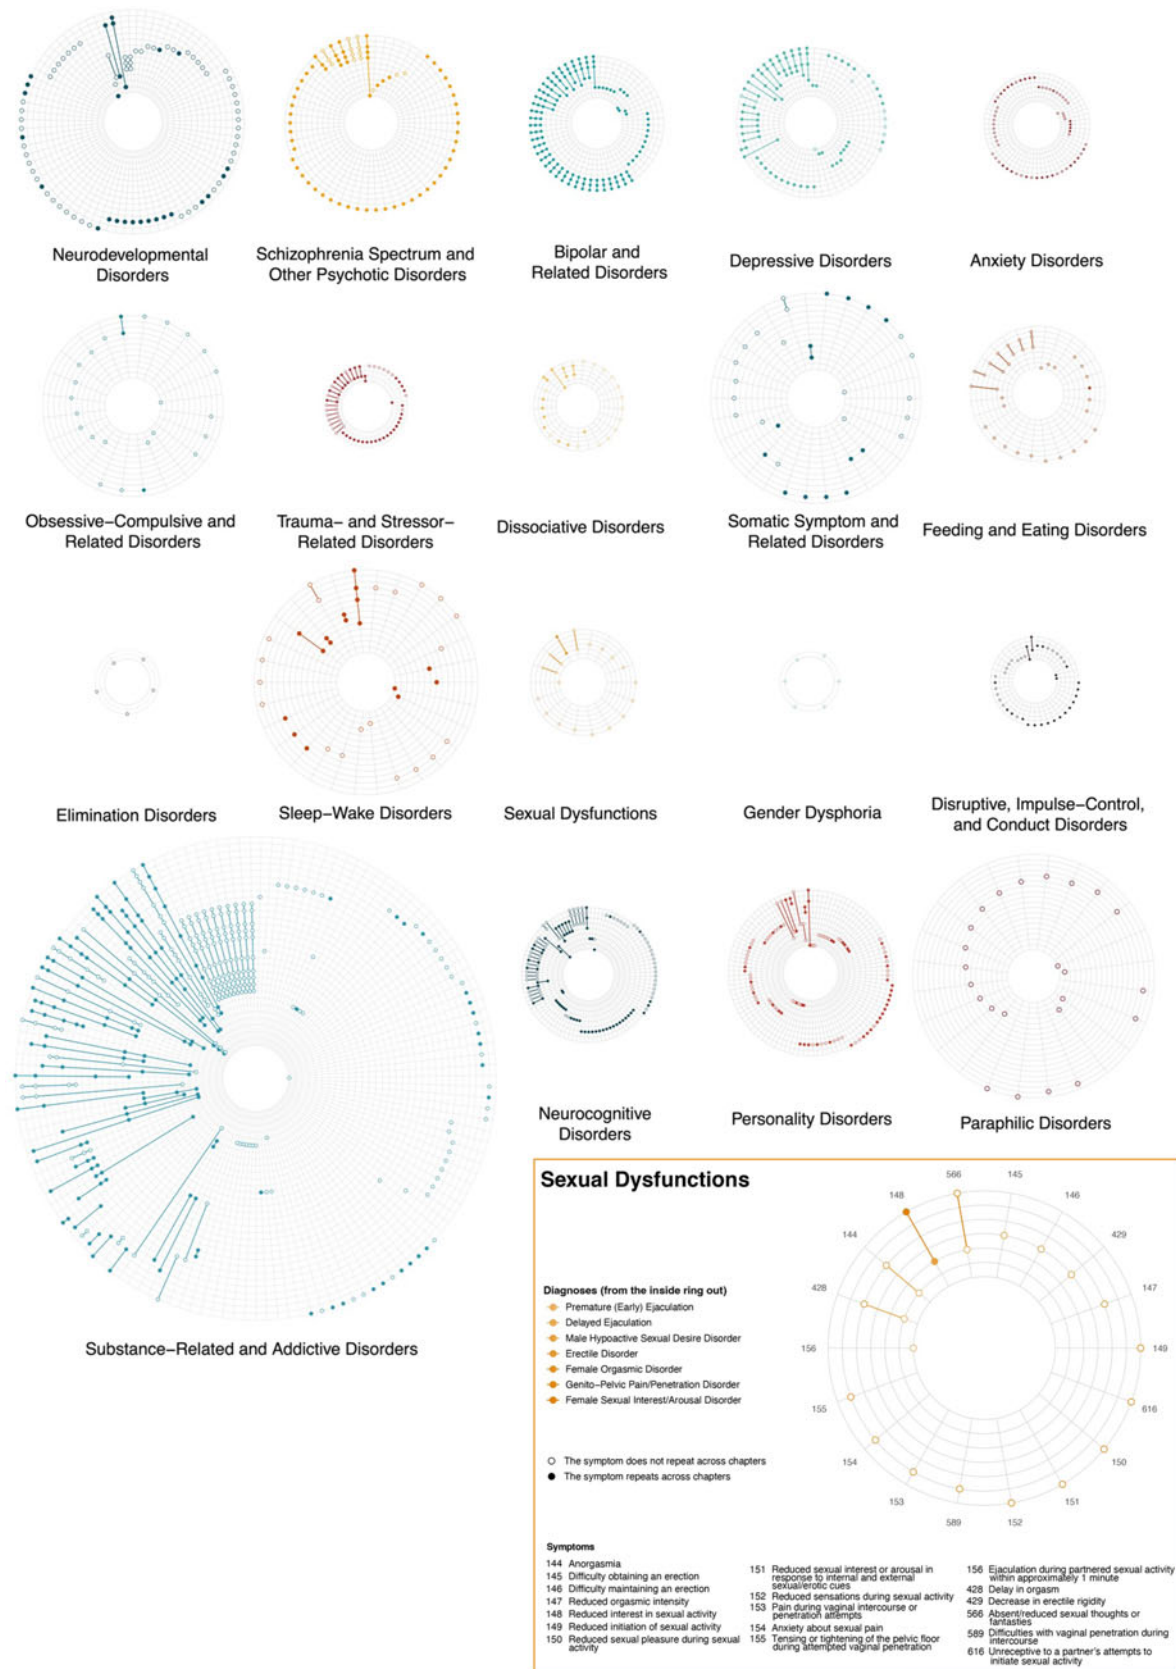 Neurodevelopmental
Disorders
Schizophrenia Spectrum and
Other Psychotic Disorders
Bipolar and
Related Disorders
Depressive Disorders
Anxiety Disorders
Obsessive–Compulsive and
Related Disorders
Trauma– and Stressor–
Related Disorders
Dissociative Disorders
Somatic Symptom and
Related Disorders
Feeding and Eating Disorders
Elimination Disorders
Sleep–Wake Disorders
Sexual Dysfunctions
Gender Dysphoria
Disruptive, Impulse–Control,
and Conduct Disorders
Substance–Related and Addictive Disorders
Neurocognitive
Disorders
Personality Disorders
Paraphilic Disorders
Sexual Dysfunctions
566
145
148
146
144
429
428
147
156
149
155
616
154
150
153
151
589
152
Diagnoses (from the inside ring out)
Premature (Early) Ejaculation
Delayed Ejaculation
Male Hypoactive Sexual Desire Disorder
Erectile Disorder
Female Orgasmic Disorder
Genito–Pelvic Pain/Penetration Disorder
Female Sexual Interest/Arousal Disorder
The symptom does not repeat across chapters
The symptom repeats across chapters
Symptoms
144 Anorgasmia
145 Difficulty obtaining an erection
146 Difficulty maintaining an erection
147 Reduced orgasmic intensity
148 Reduced interest in sexual activity
149 Reduced initiation of sexual activity
150 Reduced sexual pleasure during sexual
activity
151 Reduced sexual interest or arousal in
response to internal and external
sexual/erotic cues
152 Reduced sensations during sexual activity
153 Pain during vaginal intercourse or
penetration attempts
154 Anxiety about sexual pain
155 Tensing or tightening of the pelvic floor
during attempted vaginal penetration
156 Ejaculation during partnered sexual activity
within approximately 1 minute
428 Delay in orgasm
429 Decrease in erectile rigidity
566 Absent/reduced sexual thoughts or
fantasties
589 Difficulties with vaginal penetration during
intercourse
616 Unreceptive to a partner's attempts to
initiate sexual activity